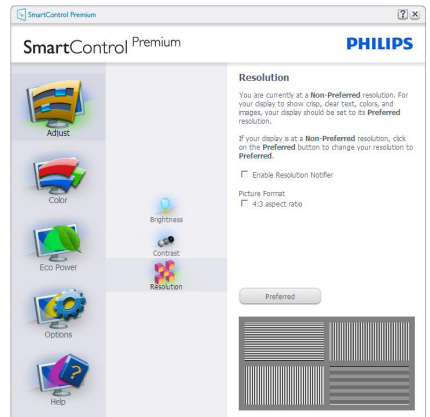 SmartControl Premium
? ×
SmartControl Premium
PHILIPS
Adjust
Color
Eco Power
Options
Help
Brightness
Contrast
Resolution
Resolution
You are currently at a Non-Preferred resolution. For
your display to show crisp, clear text, colors, and
images, your display should be set to its Preferred
resolution.
If your display is at a Non-Preferred resolution, click
on the Preferred button to change your resolution to
Preferred.
Enable Resolution Notifier
Picture Format
4:3 aspect ratio
Preferred